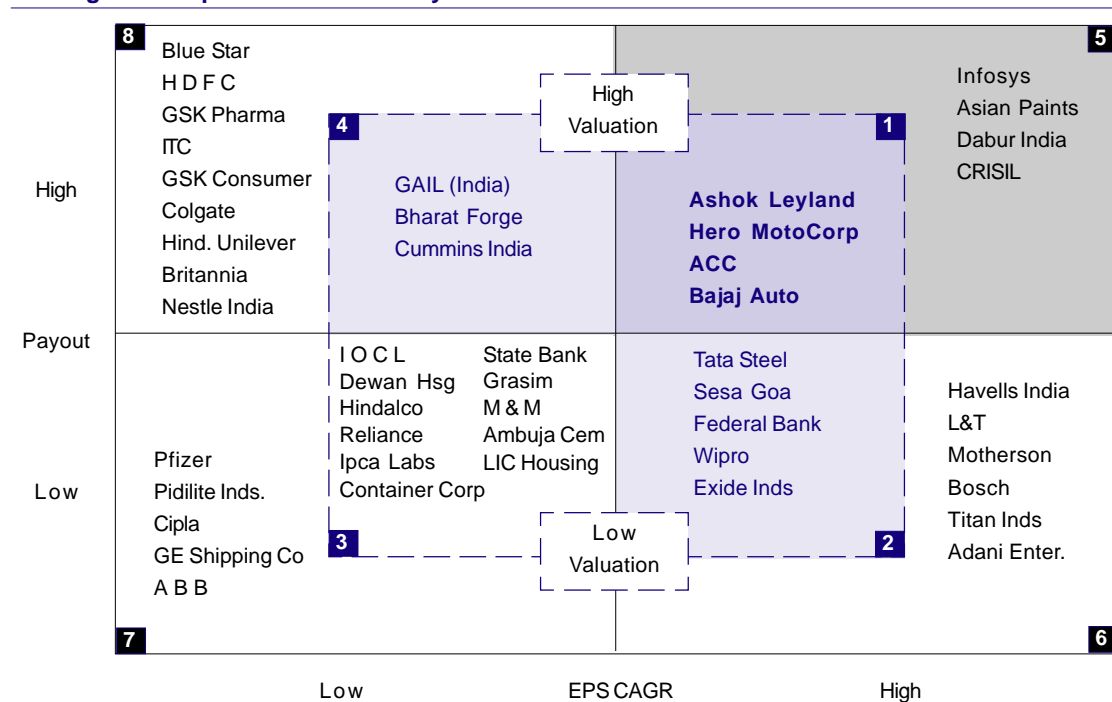 8
5
Blue Star
H D F C
GSK Pharma
ITC
GSK Consumer
Colgate
Hind. Unilever
Britannia
Nestle India
High
Valuation
Infosys
Asian Paints
Dabur India
CRISIL
4
1
High
GAIL (India)
Bharat Forge
Cummins India
Ashok Leyland
Hero MotoCorp
ACC
Bajaj Auto
Payout
I O C L
Dewan Hsg
Hindalco
Reliance
Ipca Labs
Container Corp
State Bank
Grasim
M & M
Ambuja Cem
LIC Housing
Tata Steel
Sesa Goa
Federal Bank
Wipro
Exide Inds
Havells India
L&T
Motherson
Bosch
Titan Inds
Adani Enter.
Low
Pfizer
Pidilite Inds.
Cipla
GE Shipping Co
A B B
3
Low
Valuation
2
7
6
Low
EPS CAGR
High